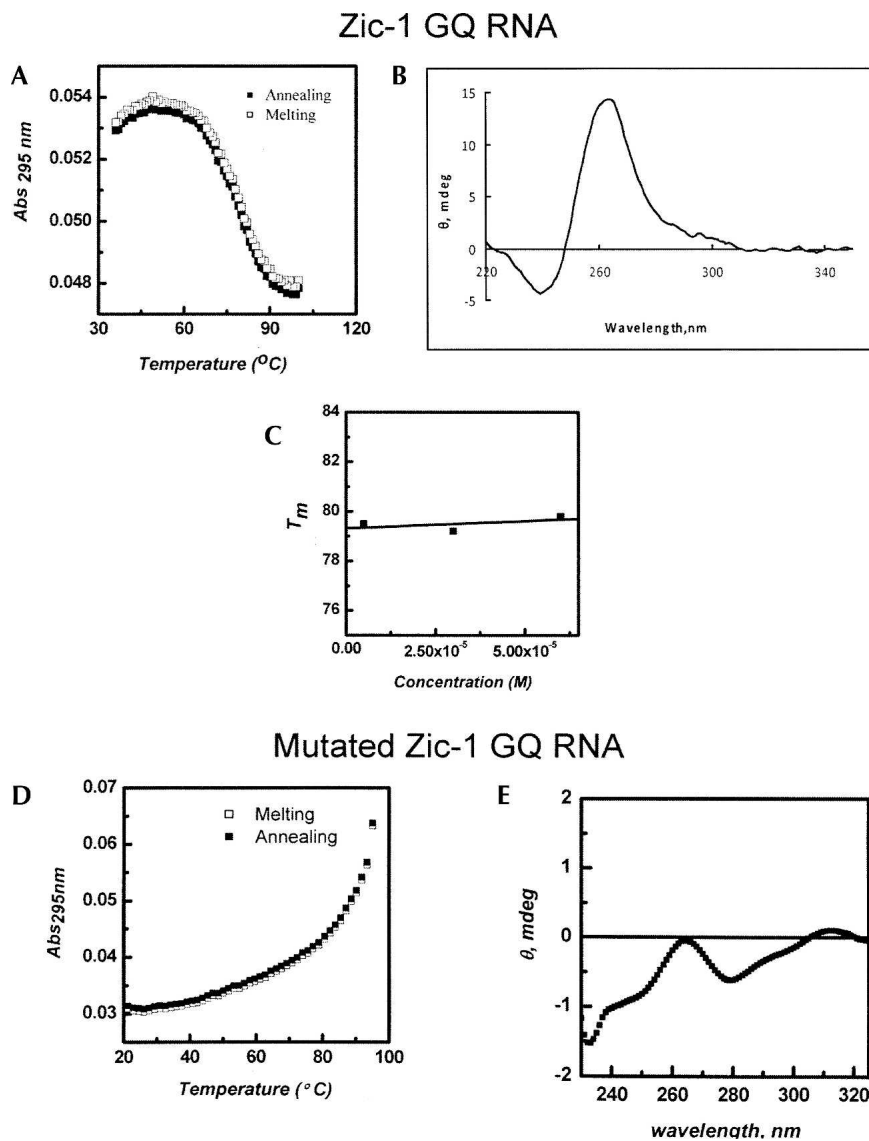 Zic-1 GQ RNA
A
Abs 295 nm
0.054
0.052
0.050
0.048
30
60
90
120
Temperature (OC)
Annealing
Melting
B
θ, mdeg
15
10
5
0
-5
220
260
300
340
Wavelength,nm
C
Tm
84
82
80
78
76
0.00
2.50x10-5
5.00x10-5
Concentration (M)
Mutated Zic-1 GQ RNA
D
Abs295nm
0.07
0.06
0.05
0.04
0.03
20
40
60
80
100
Temperature (°C)
Melting
Annealing
E
θ, mdeg
2
1
0
-1
-2
240
260
280
300
320
wavelength, nm